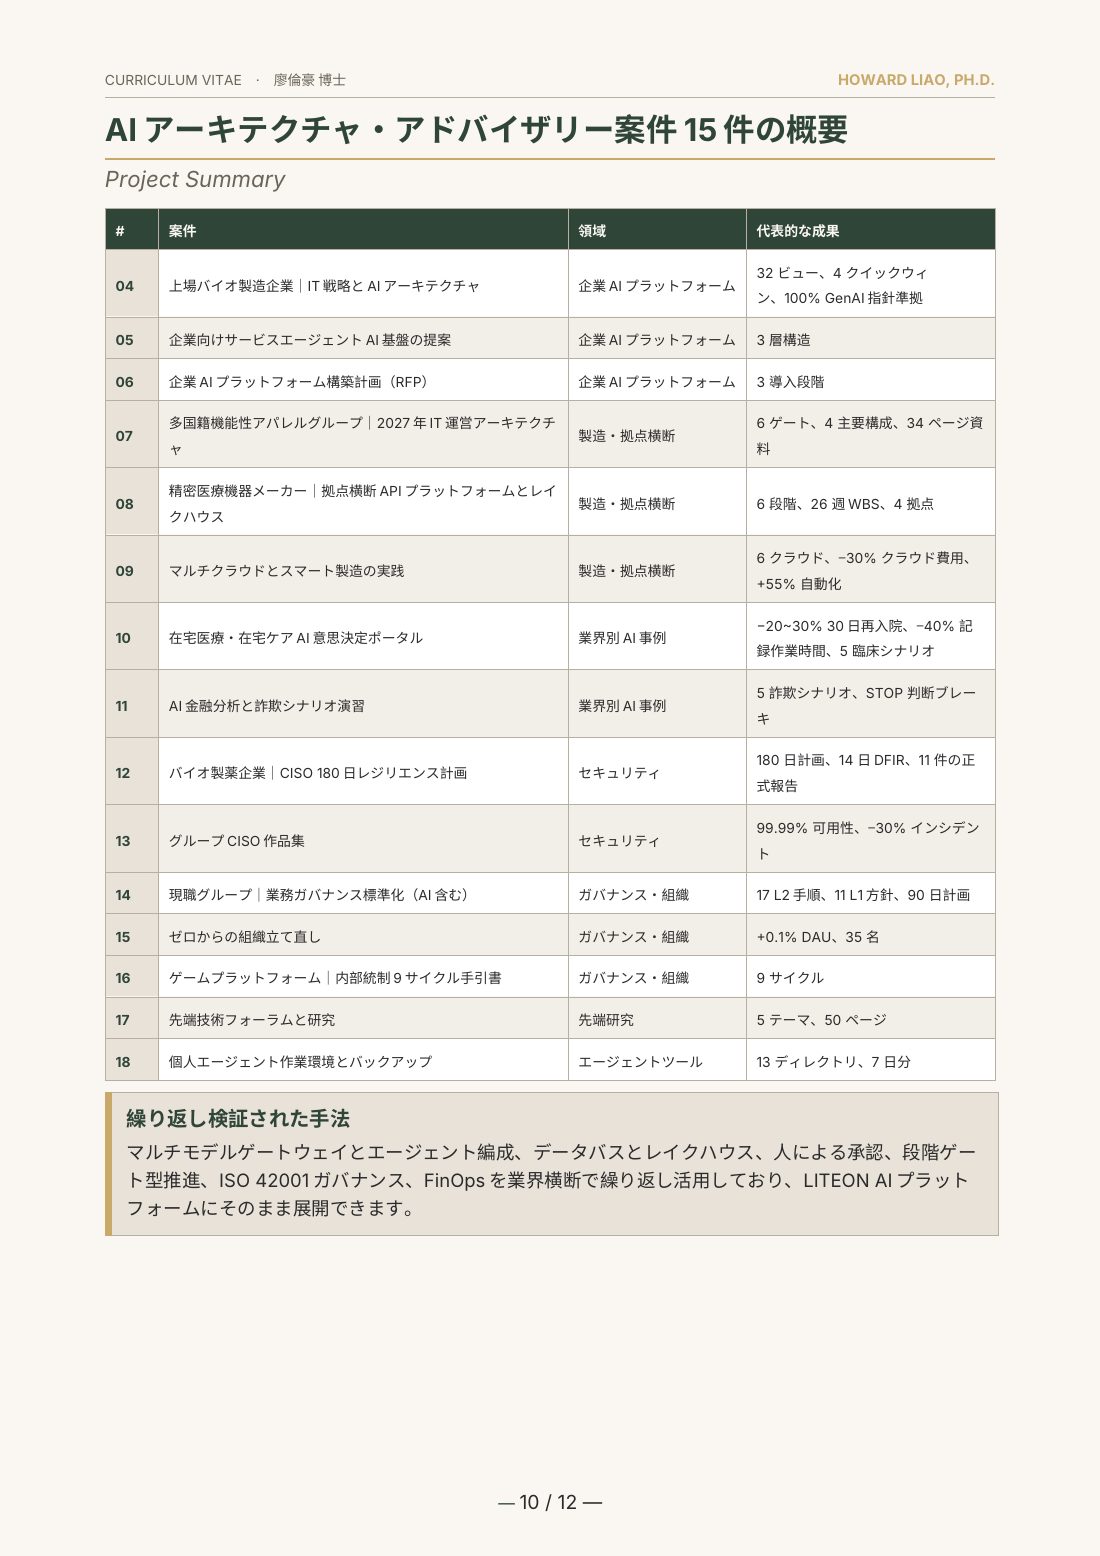 CURRICULUM VITAE · 廖倫豪 博士
HOWARD LIAO, PH.D.
AI アーキテクチャ・アドバイザリー案件 15 件の概要
Project Summary
# 案件 領域 代表的な成果
04 上場バイオ製造企業｜IT 戦略と AI アーキテクチャ 企業 AI プラットフォーム 32 ビュー、4 クイックウィ
ン、100% GenAI 指針準拠
05 企業向けサービスエージェント AI 基盤の提案 企業 AI プラットフォーム 3 層構造
06 企業 AI プラットフォーム構築計画（RFP） 企業 AI プラットフォーム 3 導入段階
07 多国籍機能性アパレルグループ｜2027 年 IT 運営アーキテクチ
ャ 製造・拠点横断 6 ゲート、4 主要構成、34 ページ資
料
08 精密医療機器メーカー｜拠点横断 API プラットフォームとレイ
クハウス 製造・拠点横断 6 段階、26 週 WBS、4 拠点
09 マルチクラウドとスマート製造の実践 製造・拠点横断 6 クラウド、−30% クラウド費用、
+55% 自動化
10 在宅医療・在宅ケア AI 意思決定ポータル 業界別 AI 事例 −20~30% 30 日再入院、−40% 記
録作業時間、5 臨床シナリオ
11 AI 金融分析と詐欺シナリオ演習 業界別 AI 事例 5 詐欺シナリオ、STOP 判断ブレー
キ
12 バイオ製薬企業｜CISO 180 日レジリエンス計画 セキュリティ 180 日計画、14 日 DFIR、11 件の正
式報告
13 グループ CISO 作品集 セキュリティ 99.99% 可用性、−30% インシデン
ト
14 現職グループ｜業務ガバナンス標準化（AI 含む） ガバナンス・組織 17 L2 手順、11 L1 方針、90 日計画
15 ゼロからの組織立て直し ガバナンス・組織 +0.1% DAU、35 名
16 ゲームプラットフォーム｜内部統制 9 サイクル手引書 ガバナンス・組織 9 サイクル
17 先端技術フォーラムと研究 先端研究 5 テーマ、50 ページ
18 個人エージェント作業環境とバックアップ エージェントツール 13 ディレクトリ、7 日分
繰り返し検証された手法
マルチモデルゲートウェイとエージェント編成、データバスとレイクハウス、人による承認、段階ゲー
ト型推進、ISO 42001 ガバナンス、FinOps を業界横断で繰り返し活用しており、LITEON AI プラット
フォームにそのまま展開できます。
— 10 / 12 —